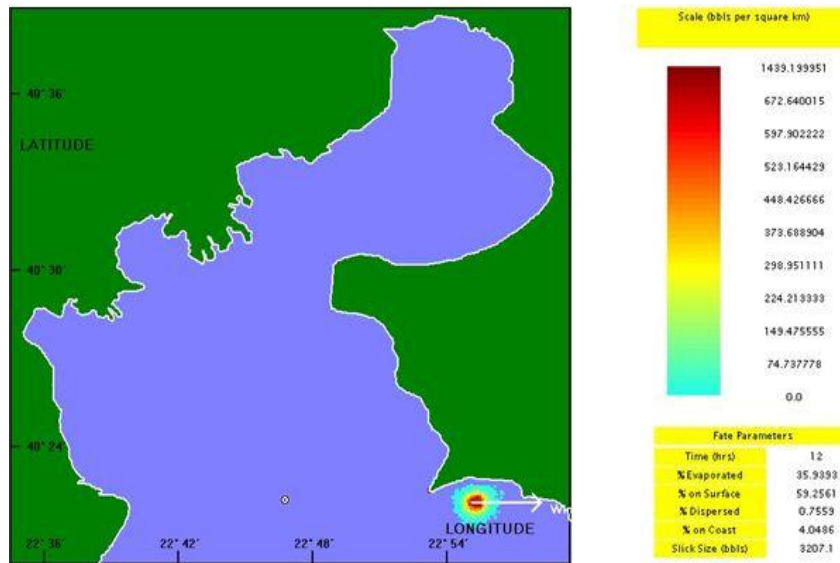 40° 36'
LATITUDE
40° 30'
40° 24'
LONGITUDE
22° 36'
22° 42'
22° 48'
22° 54'
Scale (bbls per square km)
1439.199951
672.640015
597.902222
523.164429
448.426666
373.688904
298.951111
224.213333
149.475555
74.737778
0.0
Fate Parameters
Time (hrs) 12
% Evaporated 35.9393
% on Surface 59.2561
% Dispersed 0.7559
% on Coast 4.0486
Slick Size (bbls) 3207.1